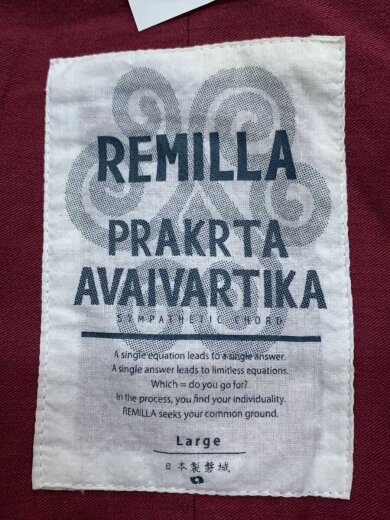 REMILLA
PRAKRTA
AVAIVARTIKA
SYMPATHETIC CHORD
A single equation leads to a single answer.
A single answer leads to limitless equations.
Which = do you go for?
In the process, you find your individuality.
REMILLA seeks your common ground.
Large
日本製磐城